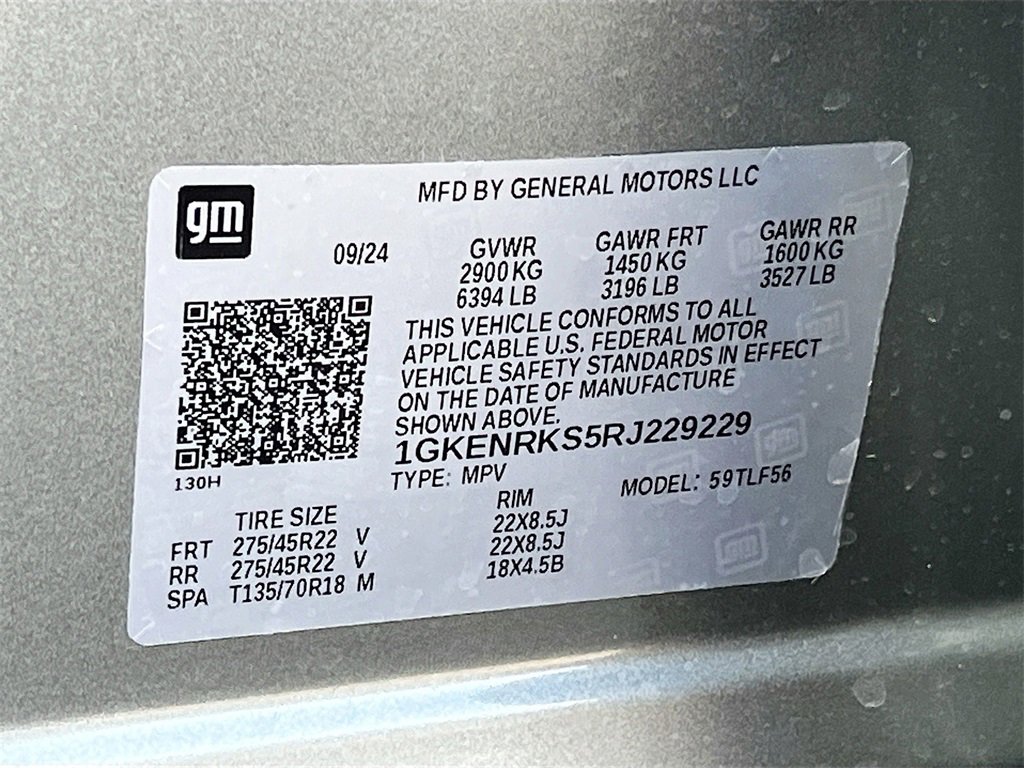 gm
MFD BY GENERAL MOTORS LLC
09/24 GVWR GAWR FRT GAWR RR
2900 KG 1450 KG 1600 KG
6394 LB 3196 LB 3527 LB
THIS VEHICLE CONFORMS TO ALL
APPLICABLE U.S. FEDERAL MOTOR
VEHICLE SAFETY STANDARDS IN EFFECT
ON THE DATE OF MANUFACTURE
SHOWN ABOVE.
1GKENRKS5RJ229229
130H
TYPE: MPV MODEL: 59TLF56
TIRE SIZE RIM
FRT 275/45R22 V 22X8.5J
RR 275/45R22 V 22X8.5J
SPA T135/70R18 M 18X4.5B